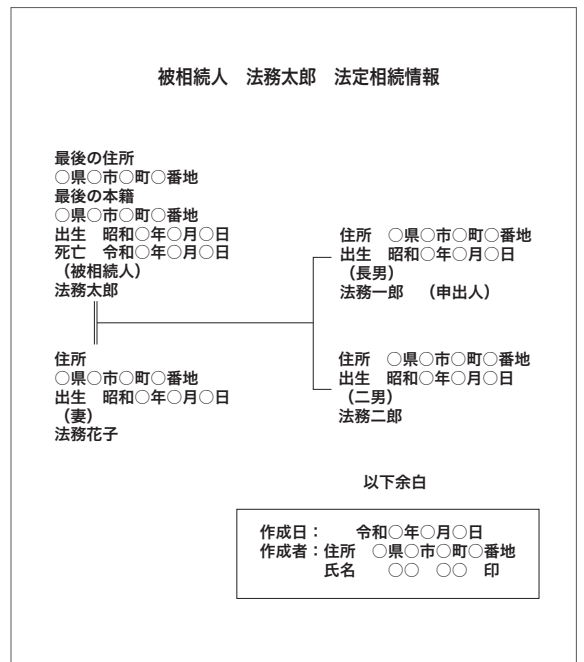 被相続人　法務太郎　法定相続情報
最後の住所
○県○市○町○番地
最後の本籍
○県○市○町○番地
出生　昭和○年○月○日
死亡　令和○年○月○日
（被相続人）
法務太郎
住所
○県○市○町○番地
出生　昭和○年○月○日
（妻）
法務花子
住所　○県○市○町○番地
出生　昭和○年○月○日
（長男）
法務一郎　（申出人）
住所　○県○市○町○番地
出生　昭和○年○月○日
（二男）
法務二郎
以下余白
作成日：　令和○年○月○日
作成者：住所　○県○市○町○番地
氏名　○○　○○　印